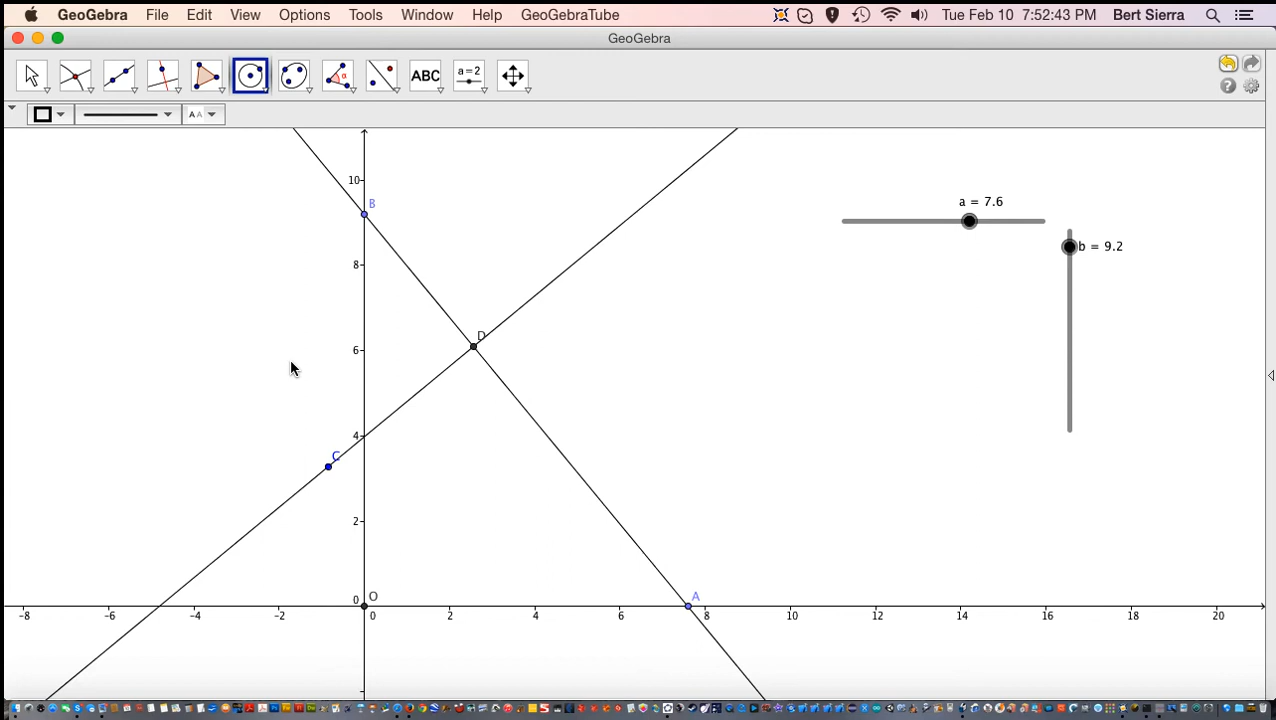 GeoGebra File Edit View Options Tools Window Help GeoGebraTube Tue Feb 10 7:52:43 PM Bert Sierra
GeoGebra
α ABC a=2
A A
a = 7.6
b = 9.2
10
B
8
D
6
4
C
2
0 O A
-8 -6 -4 -2 0 2 4 6 8 10 12 14 16 18 20